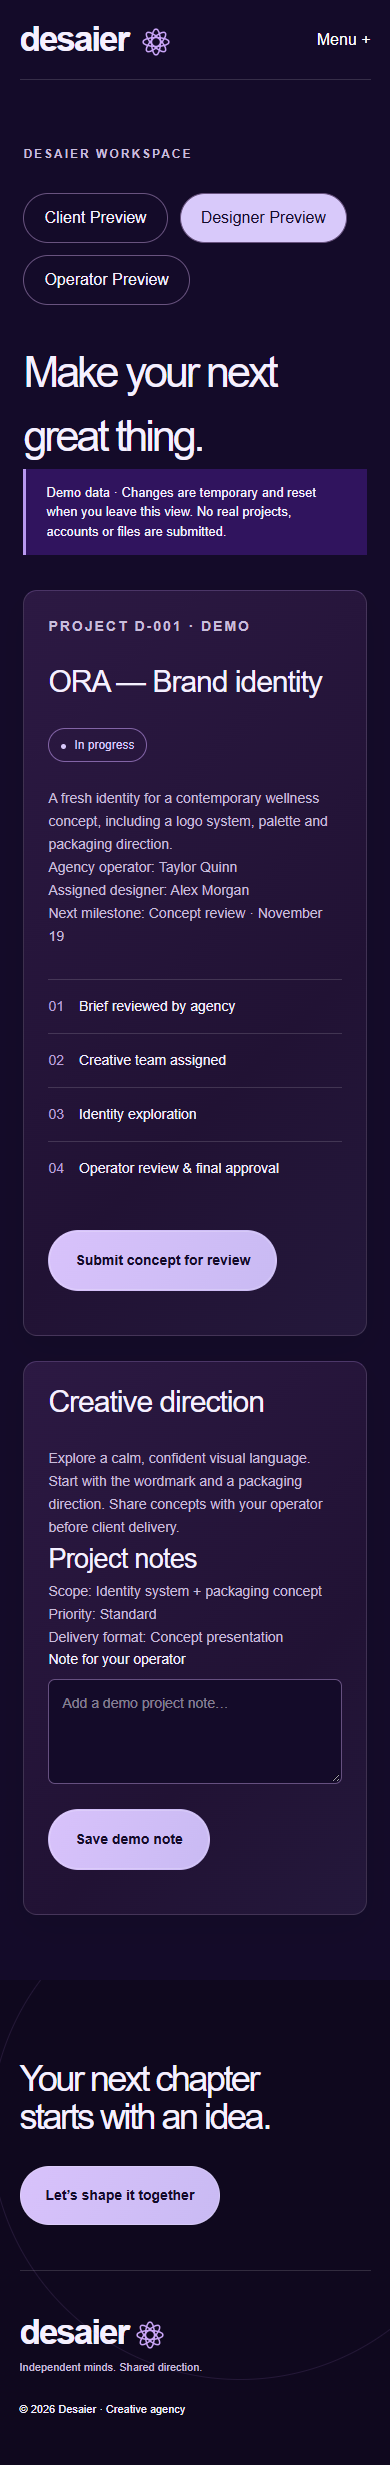 desaier
Menu +
DESAIER WORKSPACE
Client Preview
Designer Preview
Operator Preview
Make your next
great thing.
Demo data · Changes are temporary and reset
when you leave this view. No real projects,
accounts or files are submitted.
PROJECT D-001 · DEMO
ORA — Brand identity
In progress
A fresh identity for a contemporary wellness
concept, including a logo system, palette and
packaging direction.
Agency operator: Taylor Quinn
Assigned designer: Alex Morgan
Next milestone: Concept review · November
19
01 Brief reviewed by agency
02 Creative team assigned
03 Identity exploration
04 Operator review & final approval
Submit concept for review
Creative direction
Explore a calm, confident visual language.
Start with the wordmark and a packaging
direction. Share concepts with your operator
before client delivery.
Project notes
Scope: Identity system + packaging concept
Priority: Standard
Delivery format: Concept presentation
Note for your operator
Add a demo project note...
Save demo note
Your next chapter
starts with an idea.
Let's shape it together
desaier
Independent minds. Shared direction.
© 2026 Desaier · Creative agency